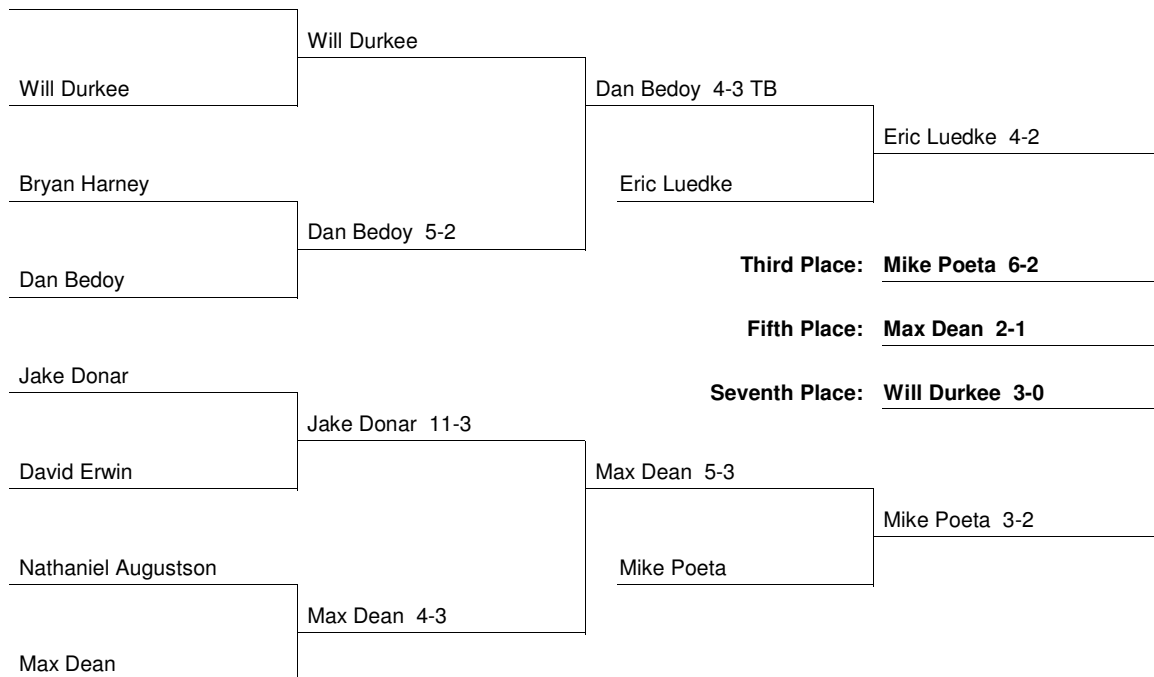 Will Durkee
Will Durkee
Dan Bedoy 4-3 TB
Eric Luedke 4-2
Bryan Harney
Eric Luedke
Dan Bedoy 5-2
Third Place: Mike Poeta 6-2
Dan Bedoy
Fifth Place: Max Dean 2-1
Jake Donar
Seventh Place: Will Durkee 3-0
Jake Donar 11-3
David Erwin
Max Dean 5-3
Mike Poeta 3-2
Nathaniel Augustson
Mike Poeta
Max Dean 4-3
Max Dean